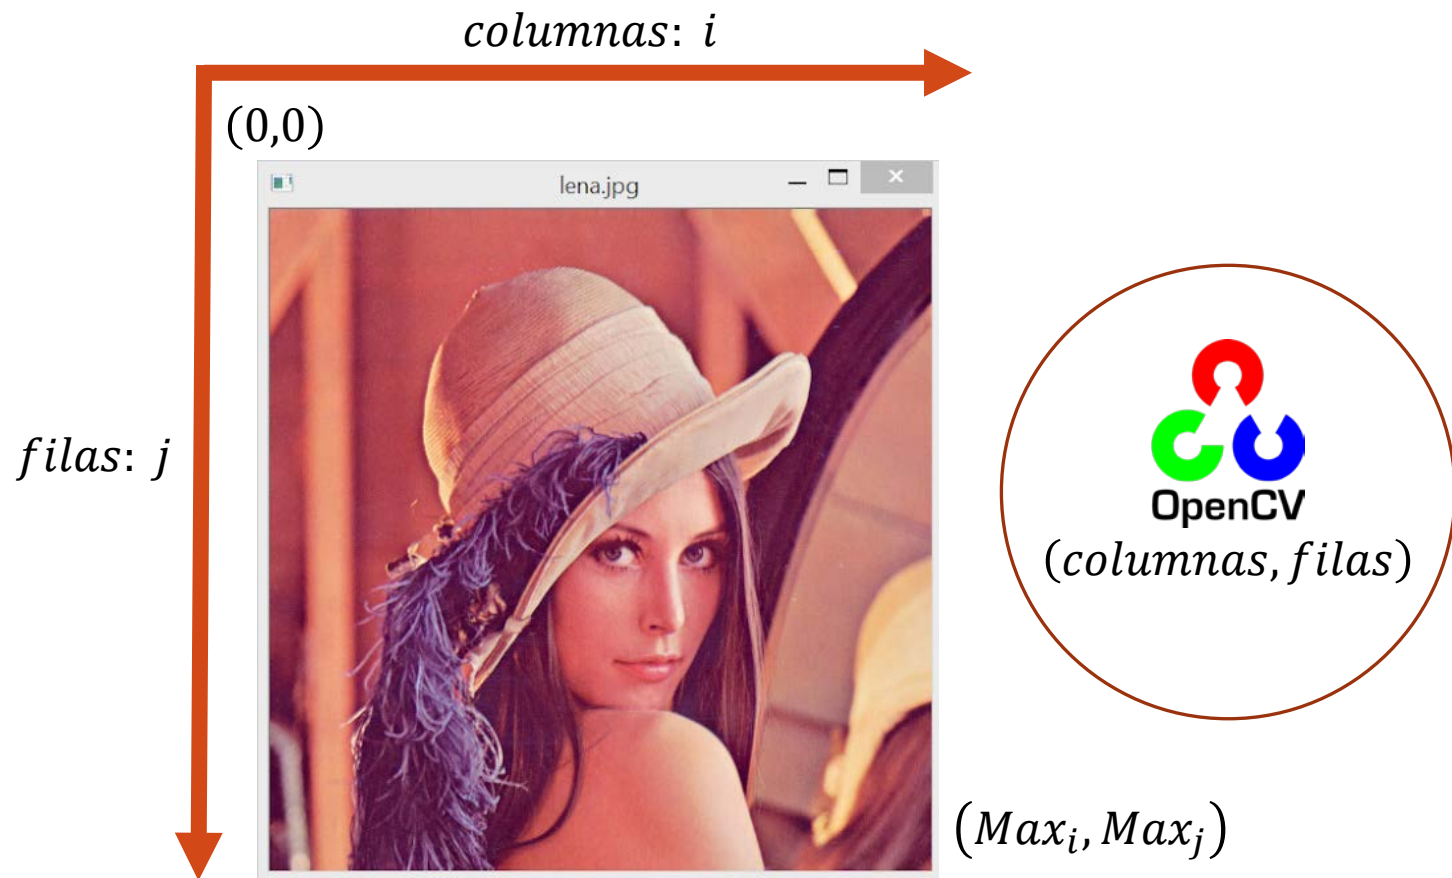 columnas: i
(0,0)
lena.jpg
filas: j
OpenCV
(columnas, filas)
(Maxᵢ, Maxⱼ)